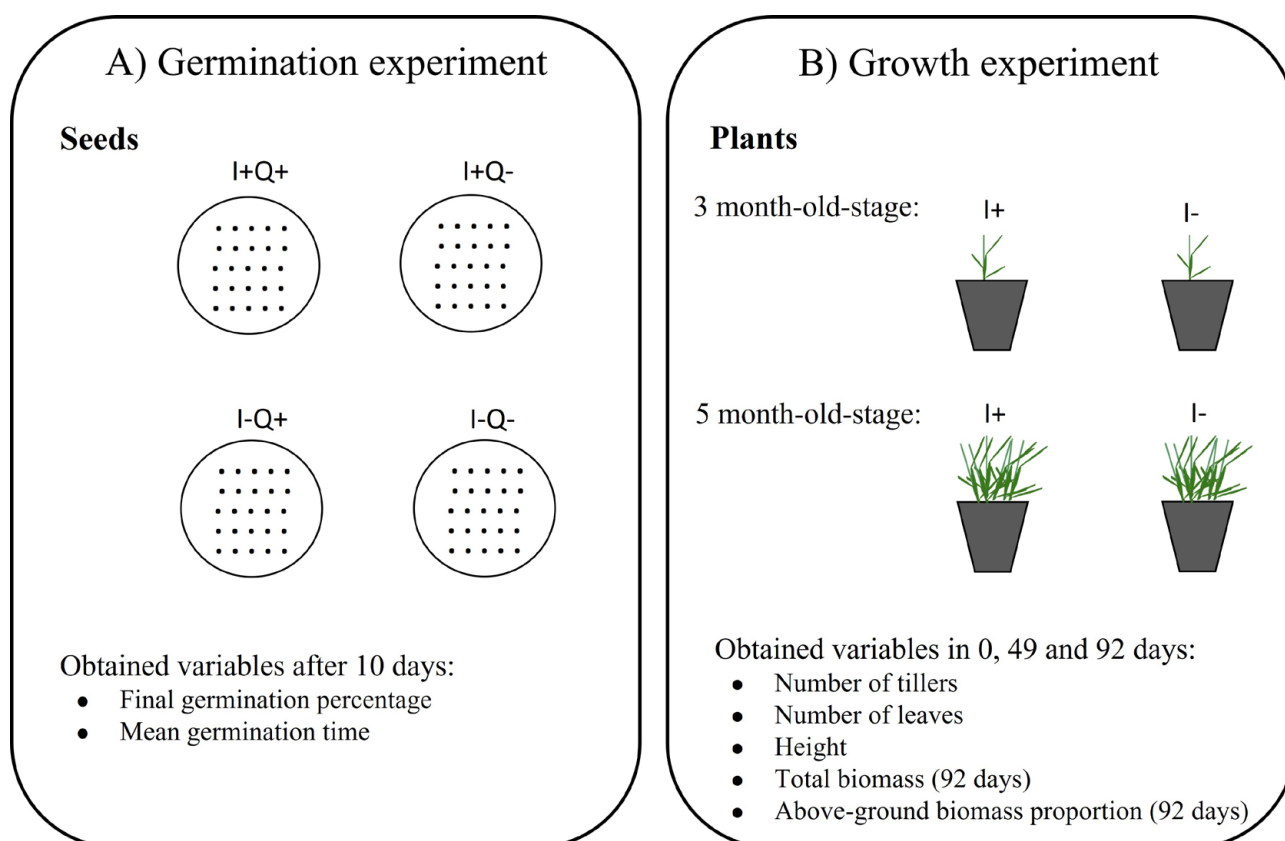 A) Germination experiment
Seeds
I+Q+ I+Q-
I-Q+ I-Q-
Obtained variables after 10 days:
• Final germination percentage
• Mean germination time
B) Growth experiment
Plants
3 month-old-stage: I+ I-
5 month-old-stage: I+ I-
Obtained variables in 0, 49 and 92 days:
• Number of tillers
• Number of leaves
• Height
• Total biomass (92 days)
• Above-ground biomass proportion (92 days)